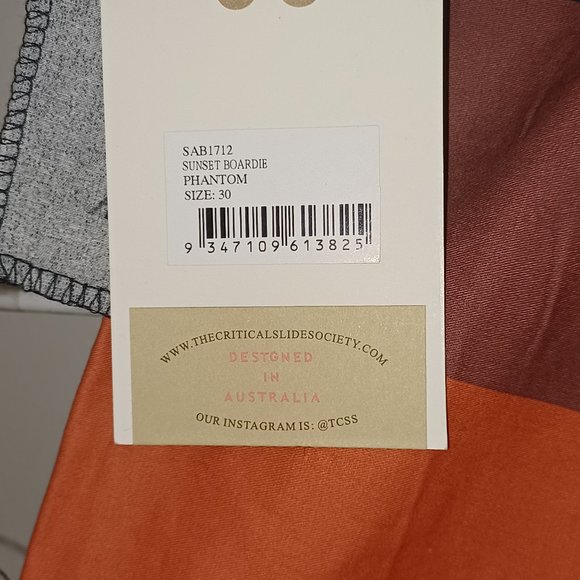 SAB1712
SUNSET BOARDIE
PHANTOM
SIZE: 30
9 347109 613825
WWW.THECRITICALSLIDESOCIETY.COM
DESIGNED
IN
AUSTRALIA
OUR INSTAGRAM IS: @TCSS